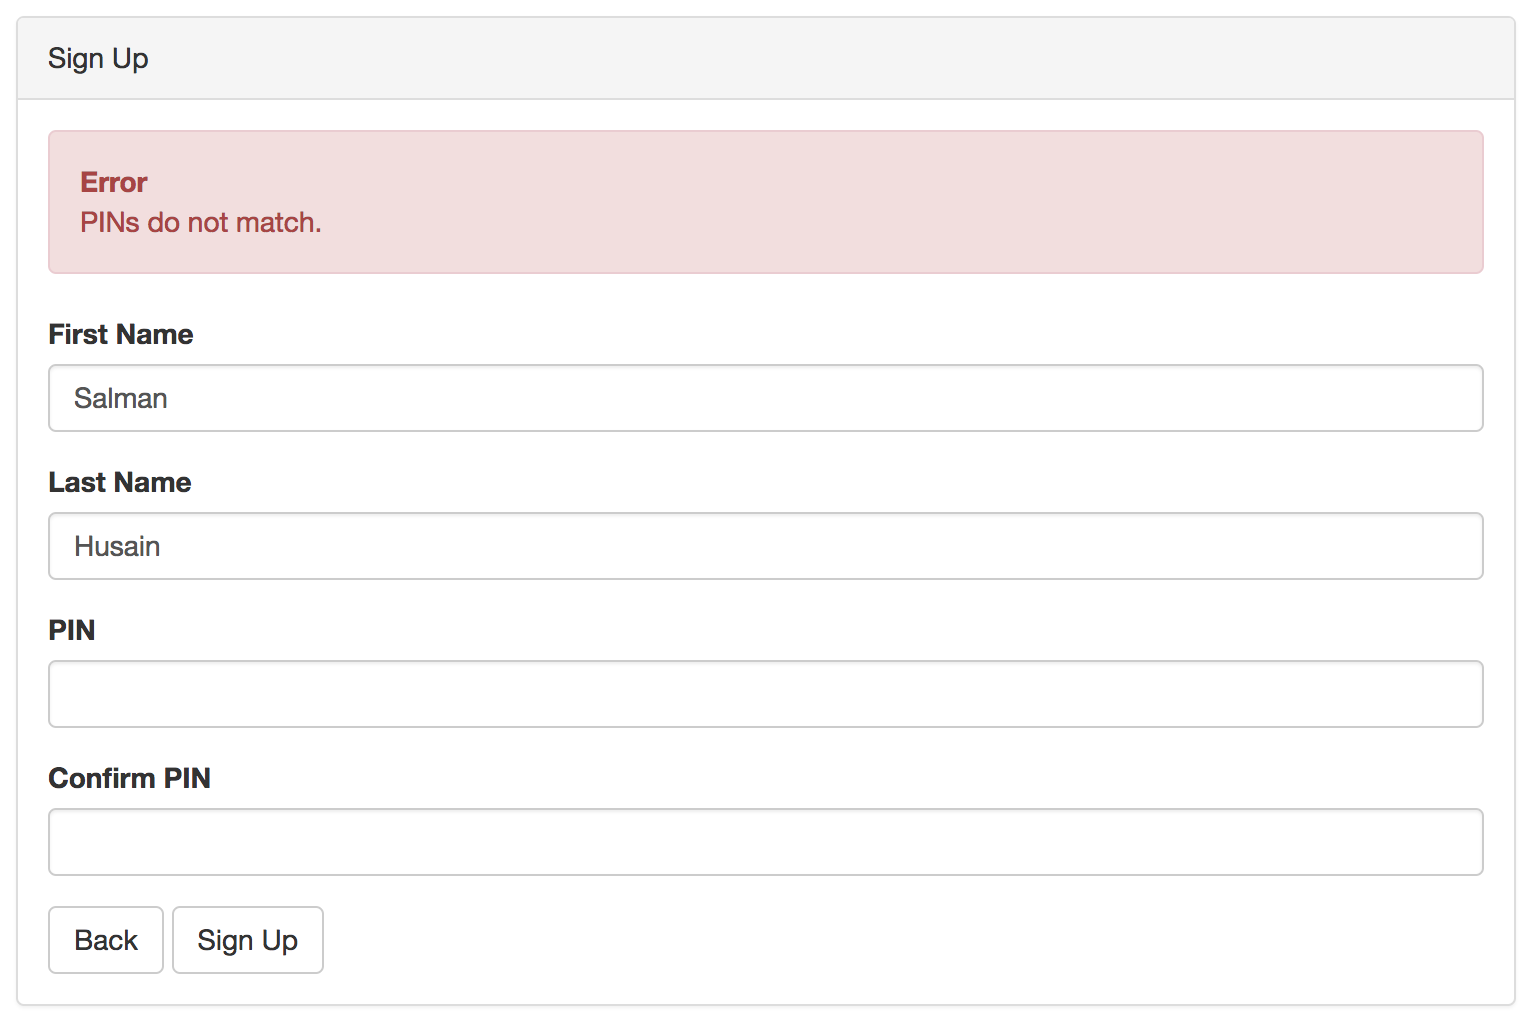 Sign Up
Error
PINs do not match.
First Name
Salman
Last Name
Husain
PIN
Confirm PIN
Back Sign Up